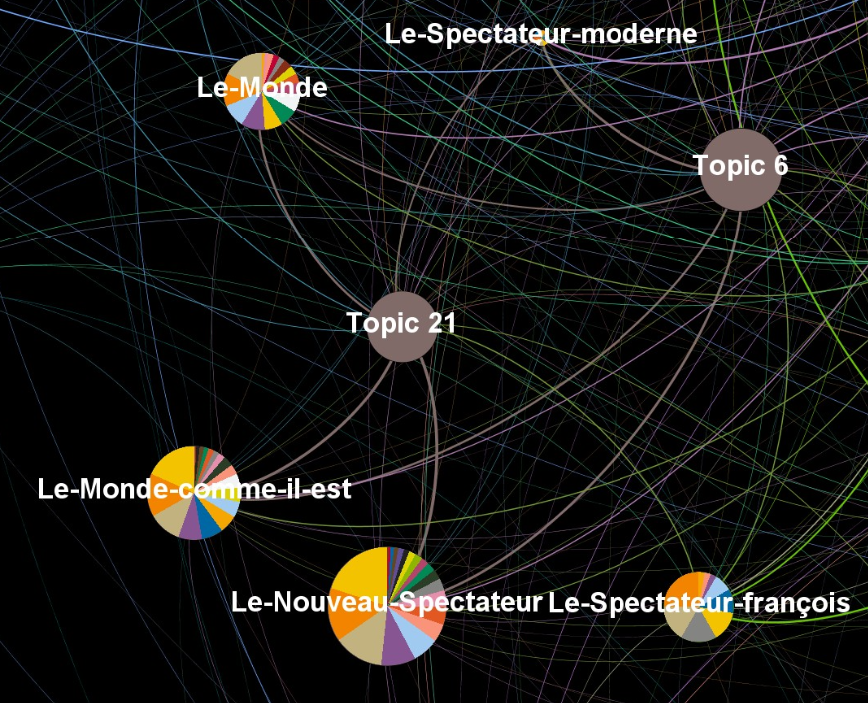 Le-Spectateur-moderne
Le-Monde
Topic 6
Topic 21
Le-Monde-comme-il-est
Le-Nouveau-Spectateur
Le-Spectateur-françois